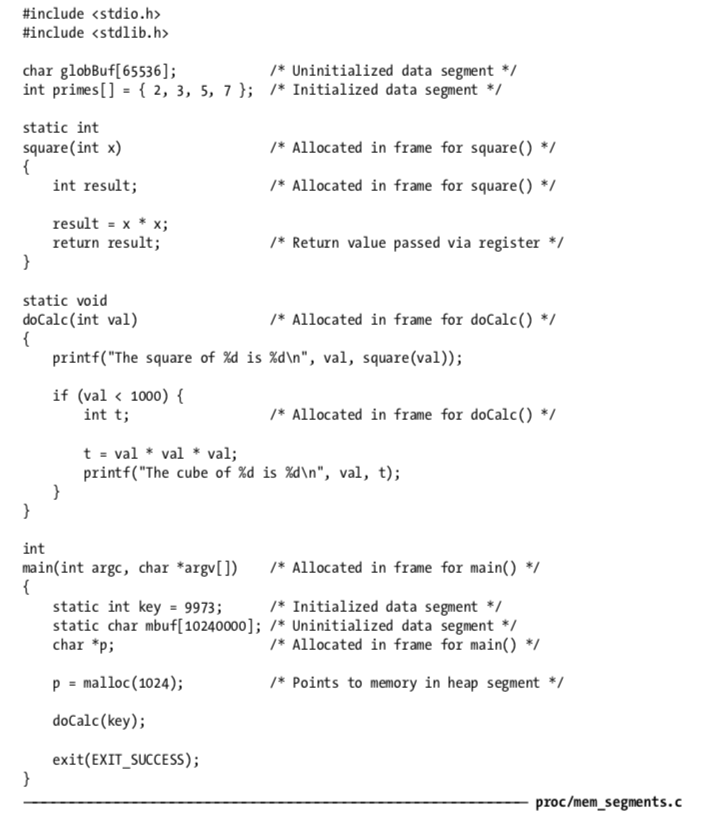 #include <stdio.h>
#include <stdlib.h>

char globBuf[65536];            /* Uninitialized data segment */
int primes[] = { 2, 3, 5, 7 };  /* Initialized data segment */

static int
square(int x)                   /* Allocated in frame for square() */
{
    int result;                 /* Allocated in frame for square() */

    result = x * x;
    return result;              /* Return value passed via register */
}

static void
doCalc(int val)                 /* Allocated in frame for doCalc() */
{
    printf("The square of %d is %d\n", val, square(val));

    if (val < 1000) {
        int t;                  /* Allocated in frame for doCalc() */

        t = val * val * val;
        printf("The cube of %d is %d\n", val, t);
    }
}

int
main(int argc, char *argv[])    /* Allocated in frame for main() */
{
    static int key = 9973;      /* Initialized data segment */
    static char mbuf[10240000]; /* Uninitialized data segment */
    char *p;                    /* Allocated in frame for main() */

    p = malloc(1024);           /* Points to memory in heap segment */

    doCalc(key);

    exit(EXIT_SUCCESS);
}
proc/mem_segments.c